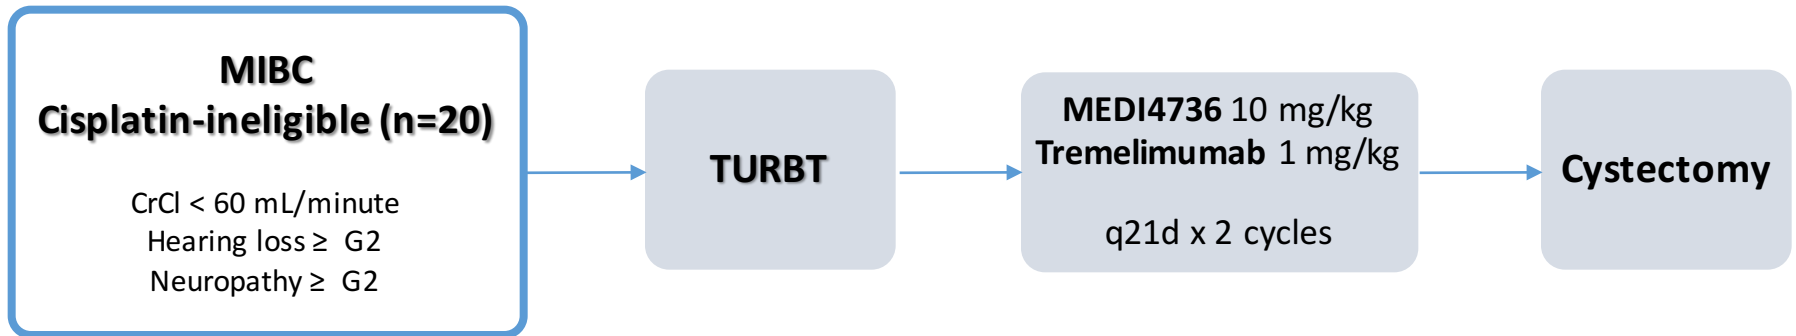 MIBC
Cisplatin-ineligible (n=20)
CrCl < 60 mL/minute
Hearing loss ≥ G2
Neuropathy ≥ G2
TURBT
MEDI4736 10 mg/kg
Tremelimumab 1 mg/kg
q21d x 2 cycles
Cystectomy